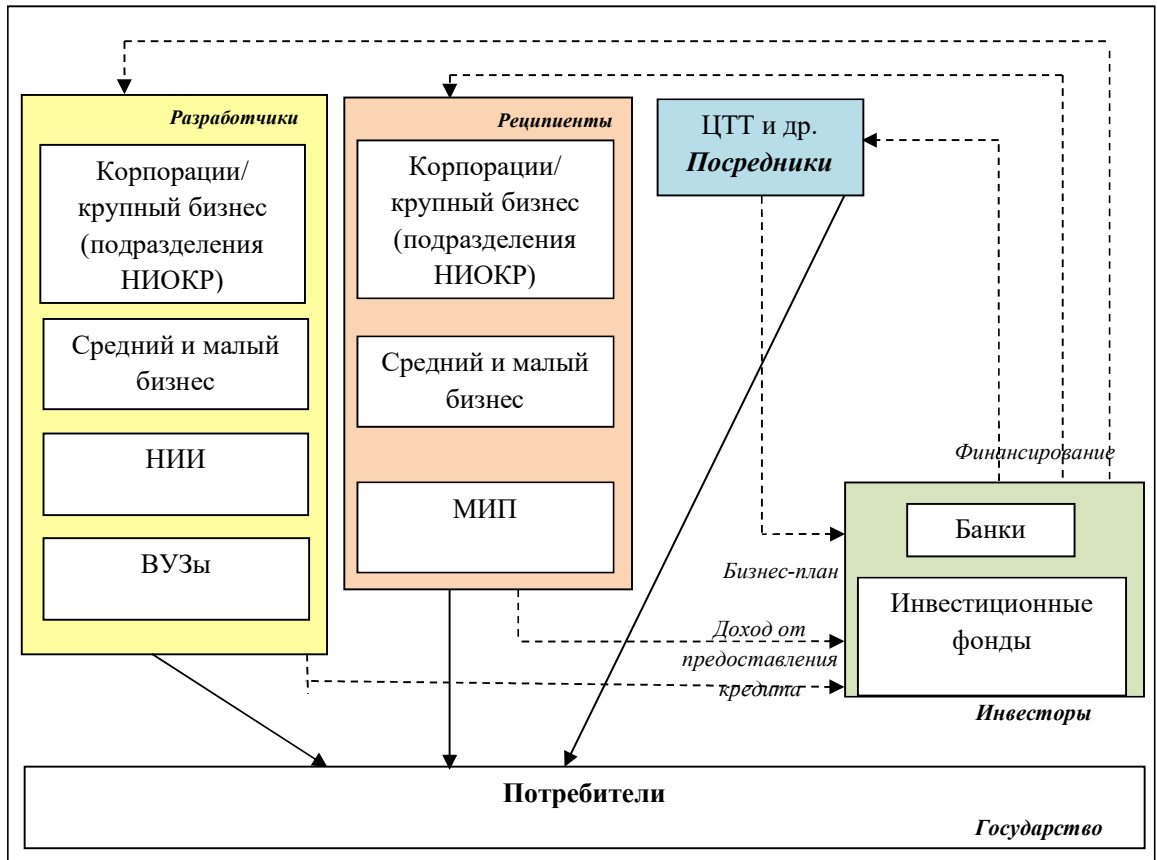 Разработчики
Корпорации/
крупный бизнес
(подразделения
НИОКР)
Средний и малый
бизнес
НИИ
ВУЗы
Реципиенты
Корпорации/
крупный бизнес
(подразделения
НИОКР)
Средний и малый
бизнес
МИП
ЦТТ и др.
Посредники
Финансирование
Бизнес-план
Доход от
предоставления
кредита
Банки
Инвестиционные
фонды
Инвесторы
Потребители
Государство